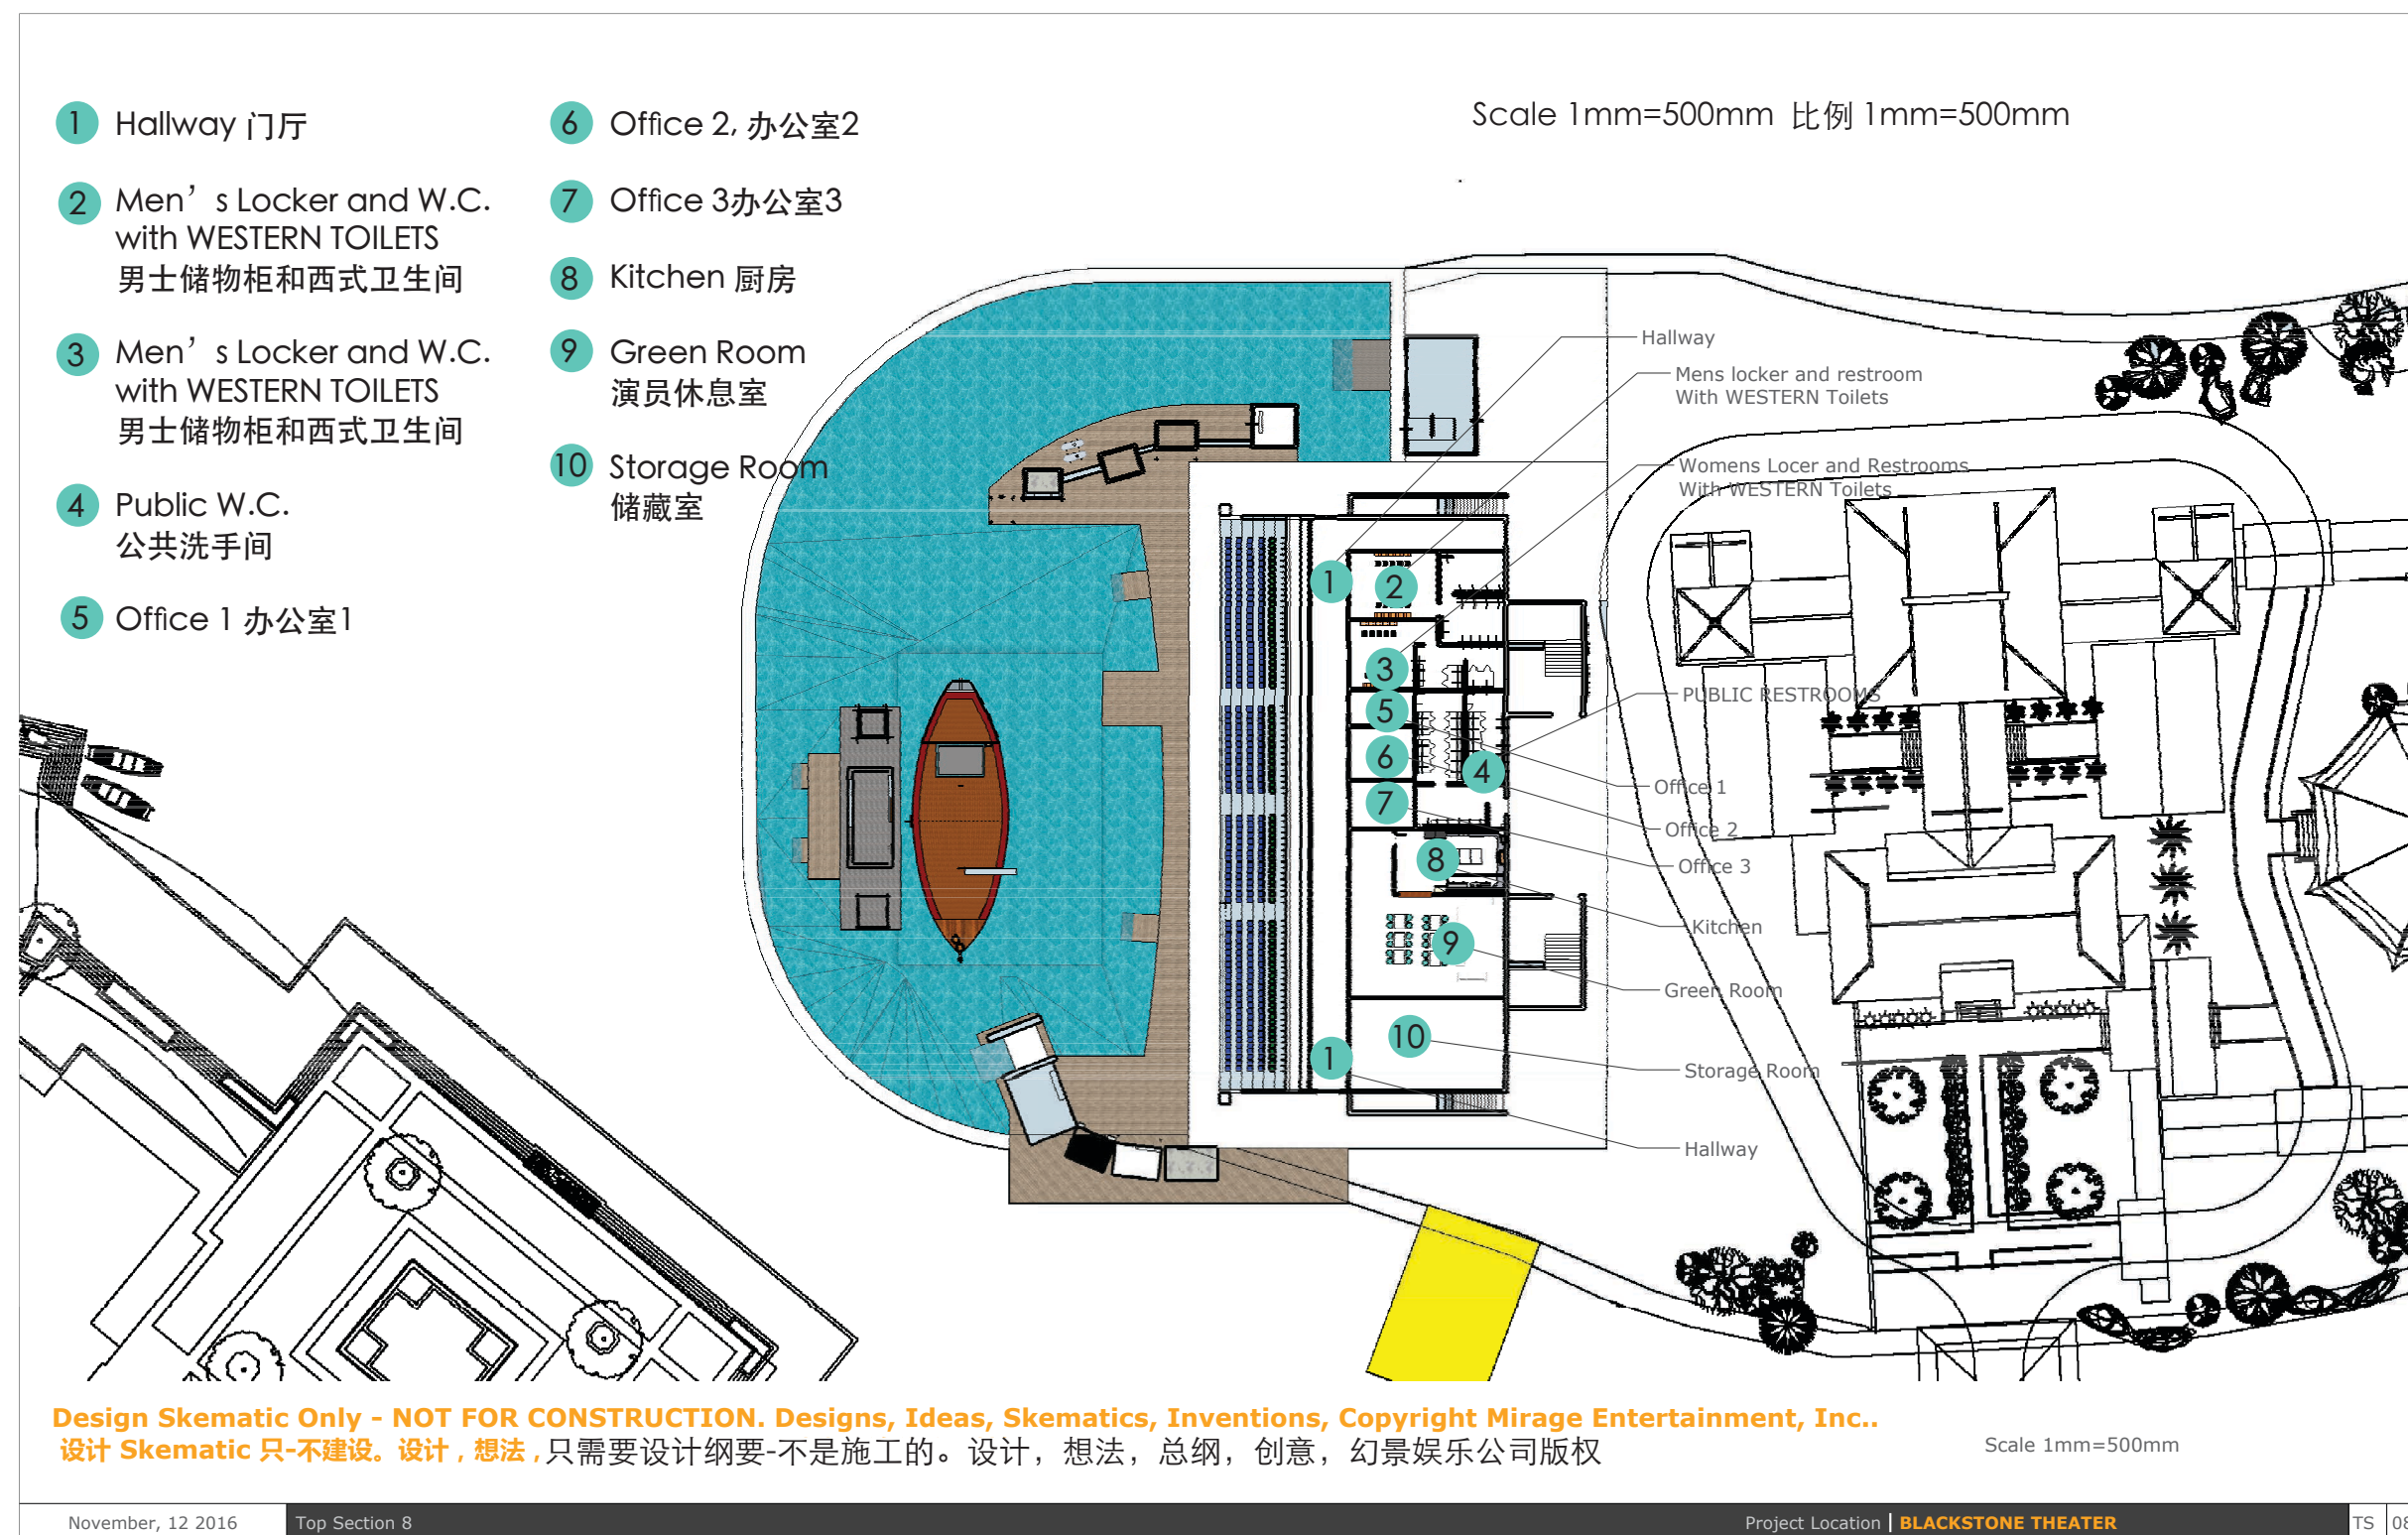 1 Hallway 门厅
2 Men’s Locker and W.C.
with WESTERN TOILETS
男士储物柜和西式卫生间
3 Men’s Locker and W.C.
with WESTERN TOILETS
男士储物柜和西式卫生间
4 Public W.C.
公共洗手间
5 Office 1 办公室1
6 Office 2, 办公室2
7 Office 3办公室3
8 Kitchen 厨房
9 Green Room
演员休息室
10 Storage Room
储藏室
Scale 1mm=500mm 比例 1mm=500mm
Hallway
Mens locker and restroom
With WESTERN Toilets
Womens Locer and Restrooms
With WESTERN Toilets
PUBLIC RESTROOMS
Office 1
Office 2
Office 3
Kitchen
Green Room
Storage Room
Hallway
1
2
3
5
6
4
7
8
9
10
1
Design Skematic Only - NOT FOR CONSTRUCTION. Designs, Ideas, Skematics, Inventions, Copyright Mirage Entertainment, Inc..
设计 Skematic 只-不建设。设计 , 想法 ,只需要设计纲要-不是施工的。设计，想法，总纲，创意，幻景娱乐公司版权
Scale 1mm=500mm
November, 12 2016
Top Section 8
Project Location | BLACKSTONE THEATER
TS